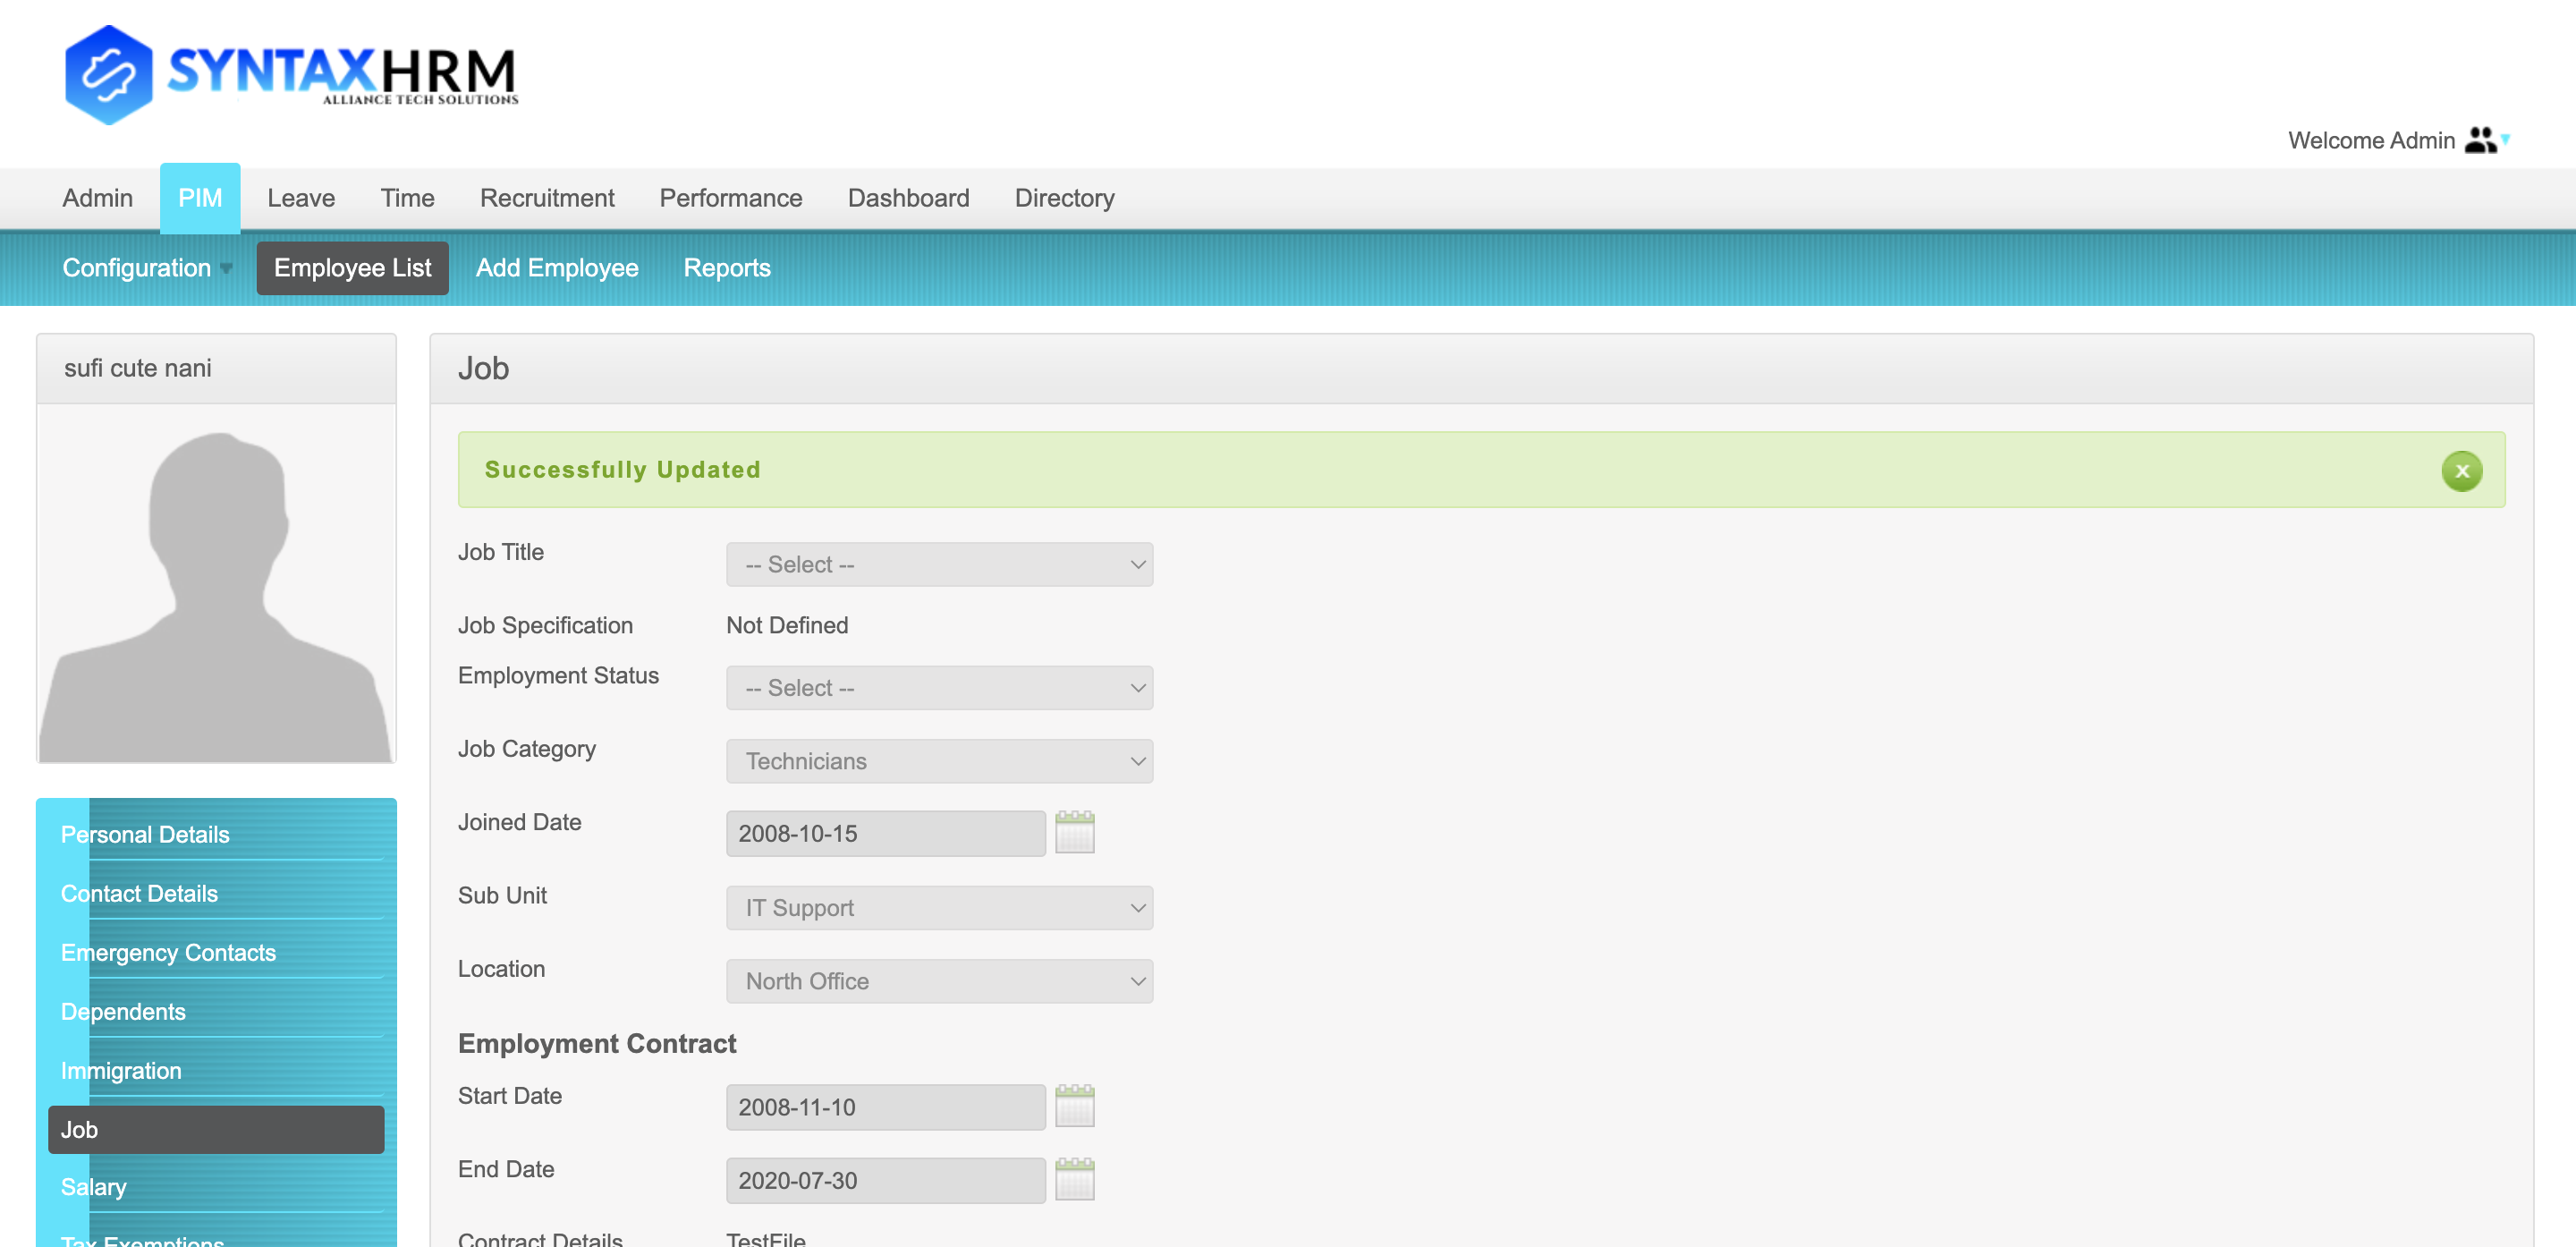 SYNTAXHRM
ALLIANCE TECH SOLUTIONS
Welcome Admin
Admin PIM Leave Time Recruitment Performance Dashboard Directory
Configuration Employee List Add Employee Reports
sufi cute nani
Personal Details
Contact Details
Emergency Contacts
Dependents
Immigration
Job
Salary
Tax Exemptions
Job
Successfully Updated
x
Job Title -- Select --
Job Specification Not Defined
Employment Status -- Select --
Job Category Technicians
Joined Date 2008-10-15
Sub Unit IT Support
Location North Office
Employment Contract
Start Date 2008-11-10
End Date 2020-07-30
Contract Details TestFile